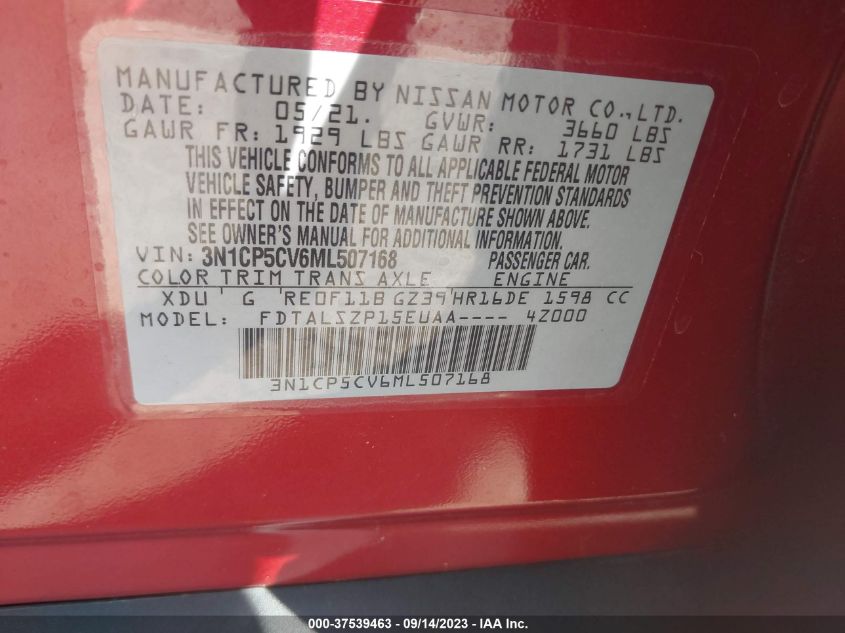 MANUFACTURED BY NISSAN MOTOR CO.,LTD.
DATE: 05/21. GVWR: 3660 LBS
GAWR FR: 1929 LBS GAWR RR: 1731 LBS
THIS VEHICLE CONFORMS TO ALL APPLICABLE FEDERAL MOTOR
VEHICLE SAFETY, BUMPER AND THEFT PREVENTION STANDARDS
IN EFFECT ON THE DATE OF MANUFACTURE SHOWN ABOVE.
SEE OWNER'S MANUAL FOR ADDITIONAL INFORMATION.
VIN: 3N1CP5CV6ML507168 PASSENGER CAR.
COLOR TRIM TRANS AXLE ENGINE
XDU G RE0F11B GZ39 HR16DE 1598 CC
MODEL: FDTALSZP15EUAA---- 4Z000
3N1CP5CV6ML507168
000-37539463 - 09/14/2023 - IAA Inc.